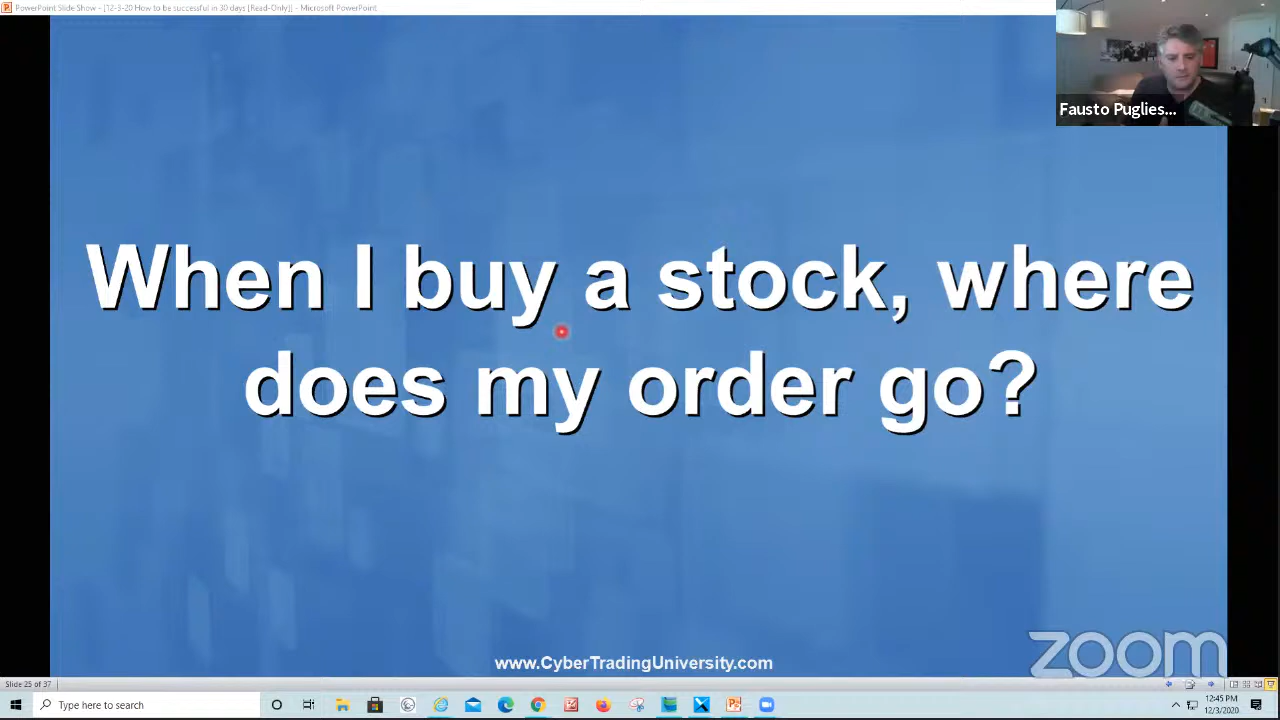 PowerPoint Slide Show - [12-3-20 How to be successful in 30 days [Read-Only]] - Microsoft PowerPoint
Fausto Puglies...
When I buy a stock, where
does my order go?
zoom
www.CyberTradingUniversity.com
Slide 25 of 37
Type here to search
12:45 PM
12/3/2020